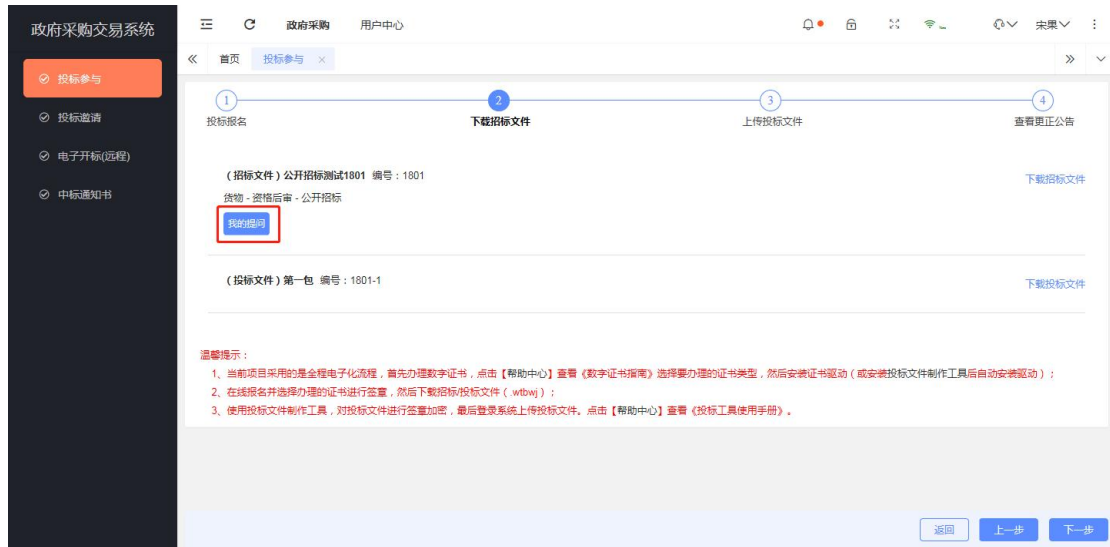 政府采购交易系统
政府采购 用户中心 宋果
首页 投标参与 ×
投标参与
投标邀请
电子开标(远程)
中标通知书
1 2 3 4
投标报名 下载招标文件 上传投标文件 查看更正公告
(招标文件)公开招标测试1801 编号：1801 下载招标文件
货物 - 资格后审 - 公开招标
我的提问
(投标文件)第一包 编号：1801-1 下载投标文件
温馨提示：
1、当前项目采用的是全程电子化流程，首先办理数字证书，点击【帮助中心】查看《数字证书指南》选择要办理的证书类型，然后安装证书驱动（或安装投标文件制作工具后自动安装驱动）；
2、在线报名并选择办理的证书进行签章，然后下载招标/投标文件（.wtbwj）；
3、使用投标文件制作工具，对投标文件进行签章加密，最后登录系统上传投标文件。点击【帮助中心】查看《投标工具使用手册》。
返回 上一步 下一步